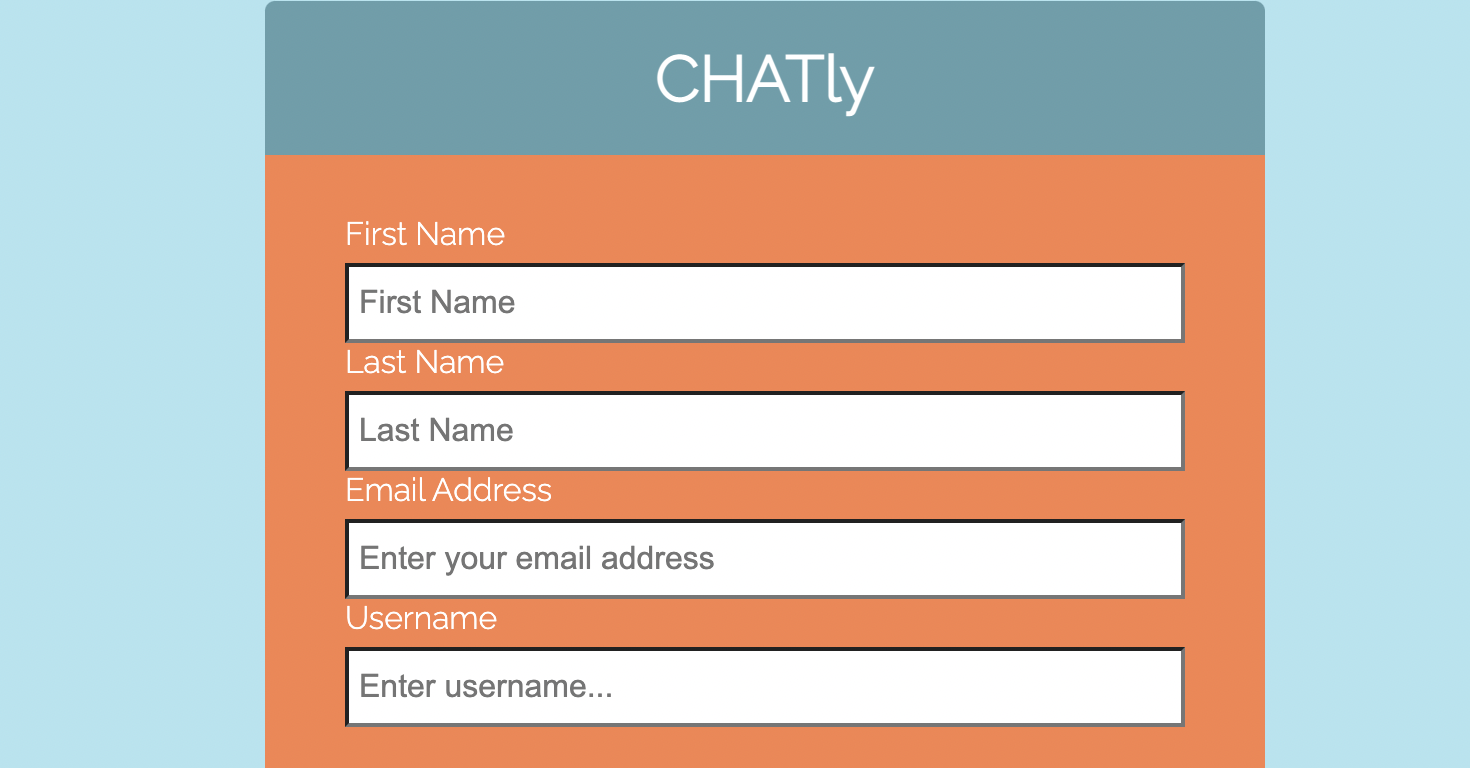 CHATly
First Name
First Name
Last Name
Last Name
Email Address
Enter your email address
Username
Enter username...